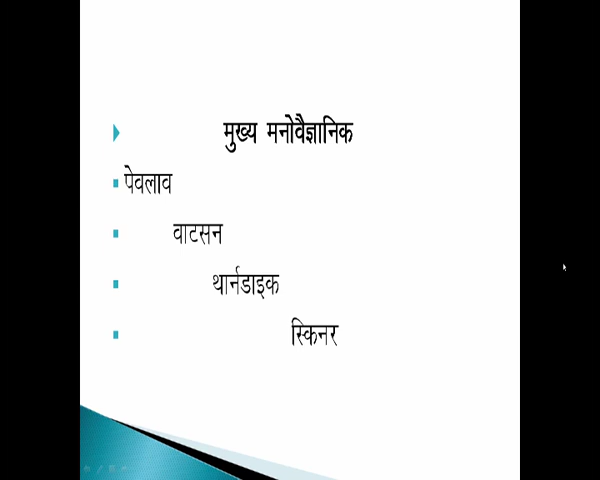 मुख्य मनोवैज्ञानिक
पेवलाव
वाटसन
थार्नडाइक
स्किनर